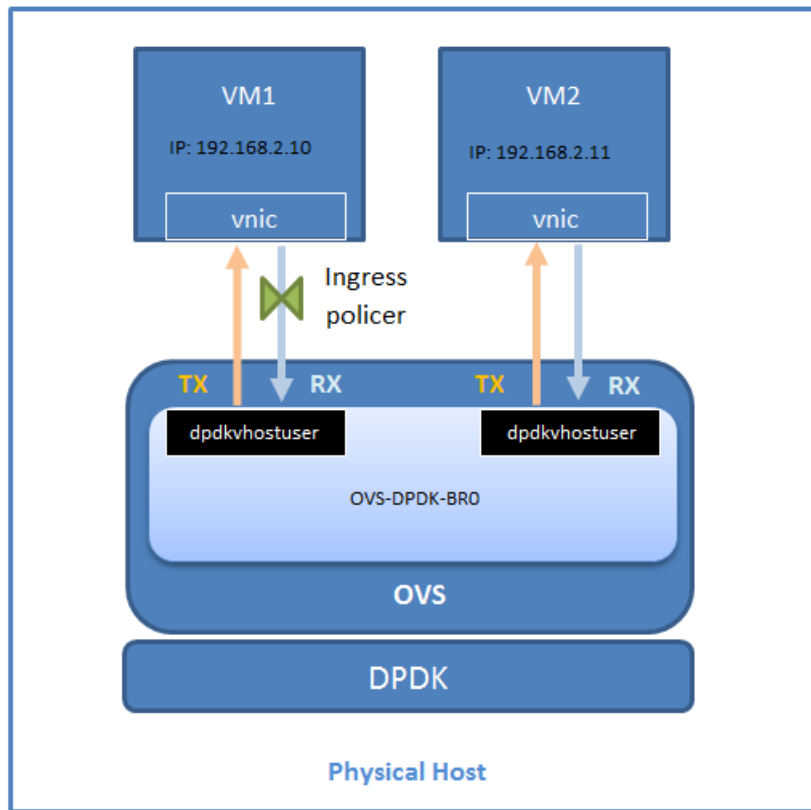 VM1
IP: 192.168.2.10
vnic
VM2
IP: 192.168.2.11
vnic
Ingress
policer
TX
RX
TX
RX
dpdkvhostuser
dpdkvhostuser
OVS-DPDK-BR0
OVS
DPDK
Physical Host